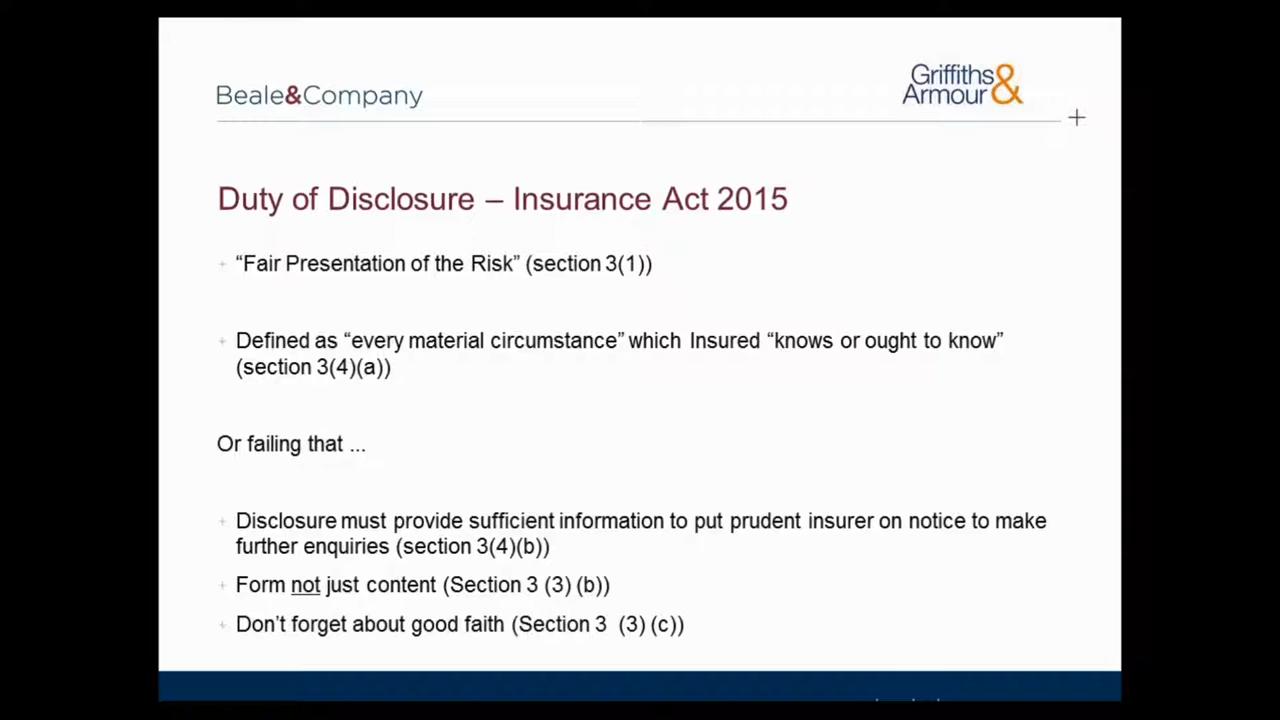 Beale&Company
Griffiths&
Armour
Duty of Disclosure – Insurance Act 2015
“Fair Presentation of the Risk” (section 3(1))
Defined as “every material circumstance” which Insured “knows or ought to know”
(section 3(4)(a))
Or failing that ...
Disclosure must provide sufficient information to put prudent insurer on notice to make
further enquiries (section 3(4)(b))
Form not just content (Section 3 (3) (b))
Don’t forget about good faith (Section 3 (3) (c))